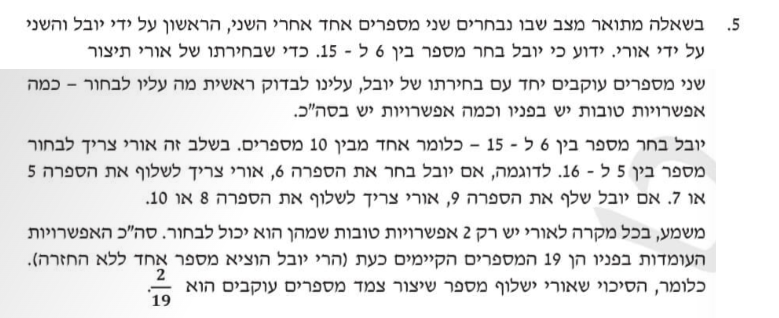 5. בשאלה מתואר מצב שבו נבחרים שני מספרים אחד אחרי השני, הראשון על ידי יובל והשני
על ידי אורי. ידוע כי יובל בחר מספר בין 6 ל - 15. כדי שבחירתו של אורי תיצור
שני מספרים עוקבים יחד עם בחירתו של יובל, עלינו לבדוק ראשית מה עליו לבחור – כמה
אפשרויות טובות יש בפניו וכמה אפשרויות יש בסה"כ.
יובל בחר מספר בין 6 ל - 15 – כלומר אחד מבין 10 מספרים. בשלב זה אורי צריך לבחור
מספר בין 5 ל - 16. לדוגמה, אם יובל בחר את הספרה 6, אורי צריך לשלוף את הספרה 5
או 7. אם יובל שלף את הספרה 9, אורי צריך לשלוף את הספרה 8 או 10.
משמע, בכל מקרה לאורי יש רק 2 אפשרויות טובות שמהן הוא יכול לבחור. סה"כ האפשרויות
העומדות בפניו הן 19 המספרים הקיימים כעת (הרי יובל הוציא מספר אחד ללא החזרה).
כלומר, הסיכוי שאורי ישלוף מספר שיצור צמד מספרים עוקבים הוא 2/19.